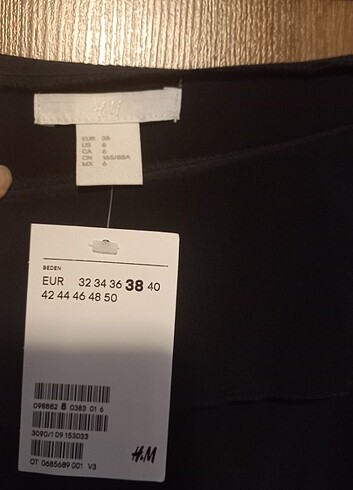 H&M
EUR 38
US 6
CA 6
CN 165/88A
MX 6
BEDEN
EUR 32 34 36 38 40
42 44 46 48 50
098882 8 0383 01 6
3090/1 09 153033
H&M
OT 0685689 001 V3